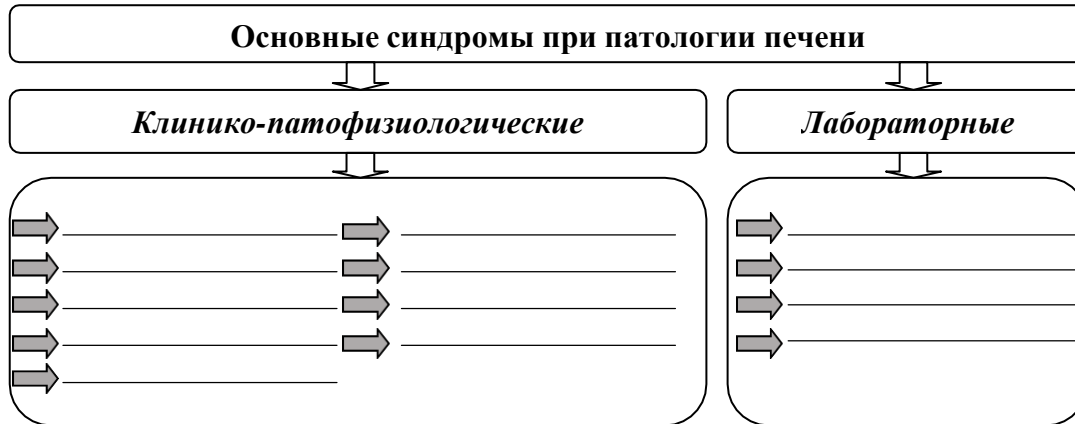 Основные синдромы при патологии печени
Клинико-патофизиологические
Лабораторные